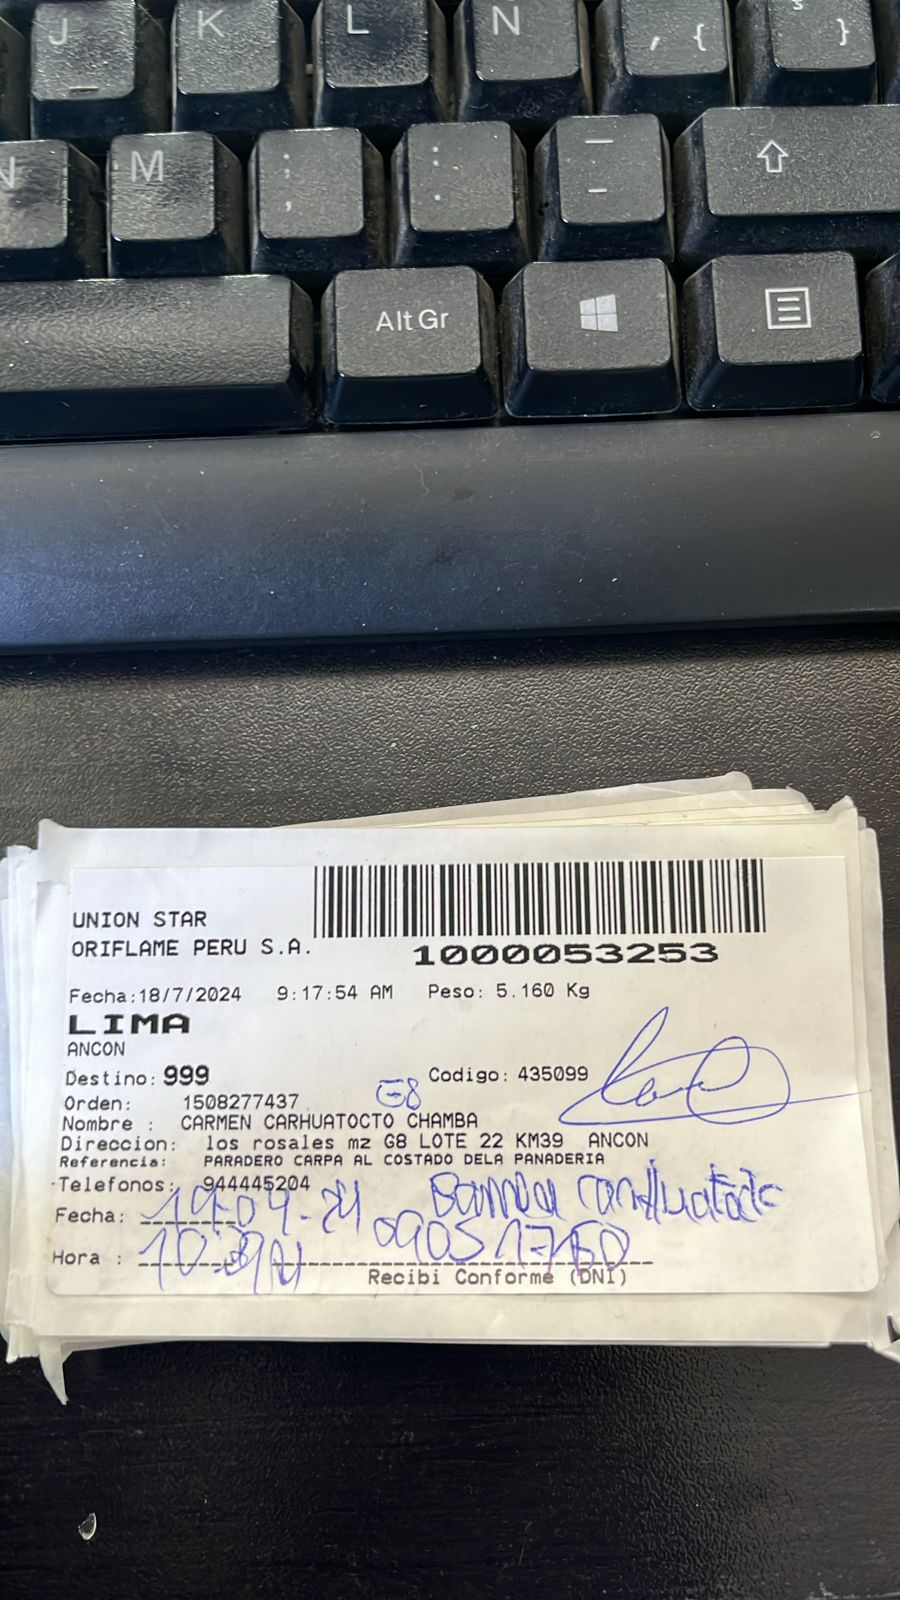 J K L Ñ , { s }
N M ; , : . _ -
Alt Gr
UNION STAR
ORIFLAME PERU S.A.
1000053253
Fecha:18/7/2024 9:17:54 AM Peso: 5.160 Kg
LIMA
ANCON
Destino: 999 Codigo: 435099
G8
Orden: 1508277437
Nombre : CARMEN CARHUATOCTO CHAMBA
Direccion: los rosales mz G8 LOTE 22 KM39 ANCON
Referencia: PARADERO CARPA AL COSTADO DELA PANADERIA
Telefonos: 944445204
Fecha:
Hora :
Recibi Conforme (DNI)